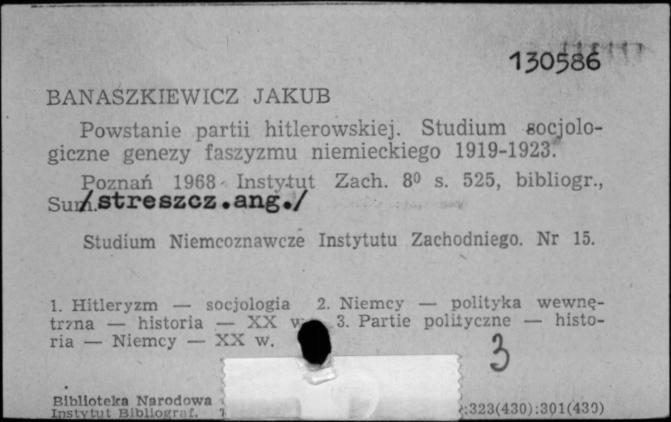 130586
BANASZKIEWICZ JAKUB
Powstanie partii hitlerowskiej. Studium socjolo-
giczne genezy faszyzmu niemieckiego 1919-1923.
Poznań 1968 Instytut Zach. 8⁰ s. 525, bibliogr.,
Sum./streszcz.ang./
Studium Niemcoznawcze Instytutu Zachodniego. Nr 15.
1. Hitleryzm — socjologia 2. Niemcy — polityka wewnę-
trzna — historia — XX w. 3. Partie polityczne — histo-
ria — Niemcy — XX w.
3
Biblioteka Narodowa
Instytut Bibliograf. :323(430):301(430)